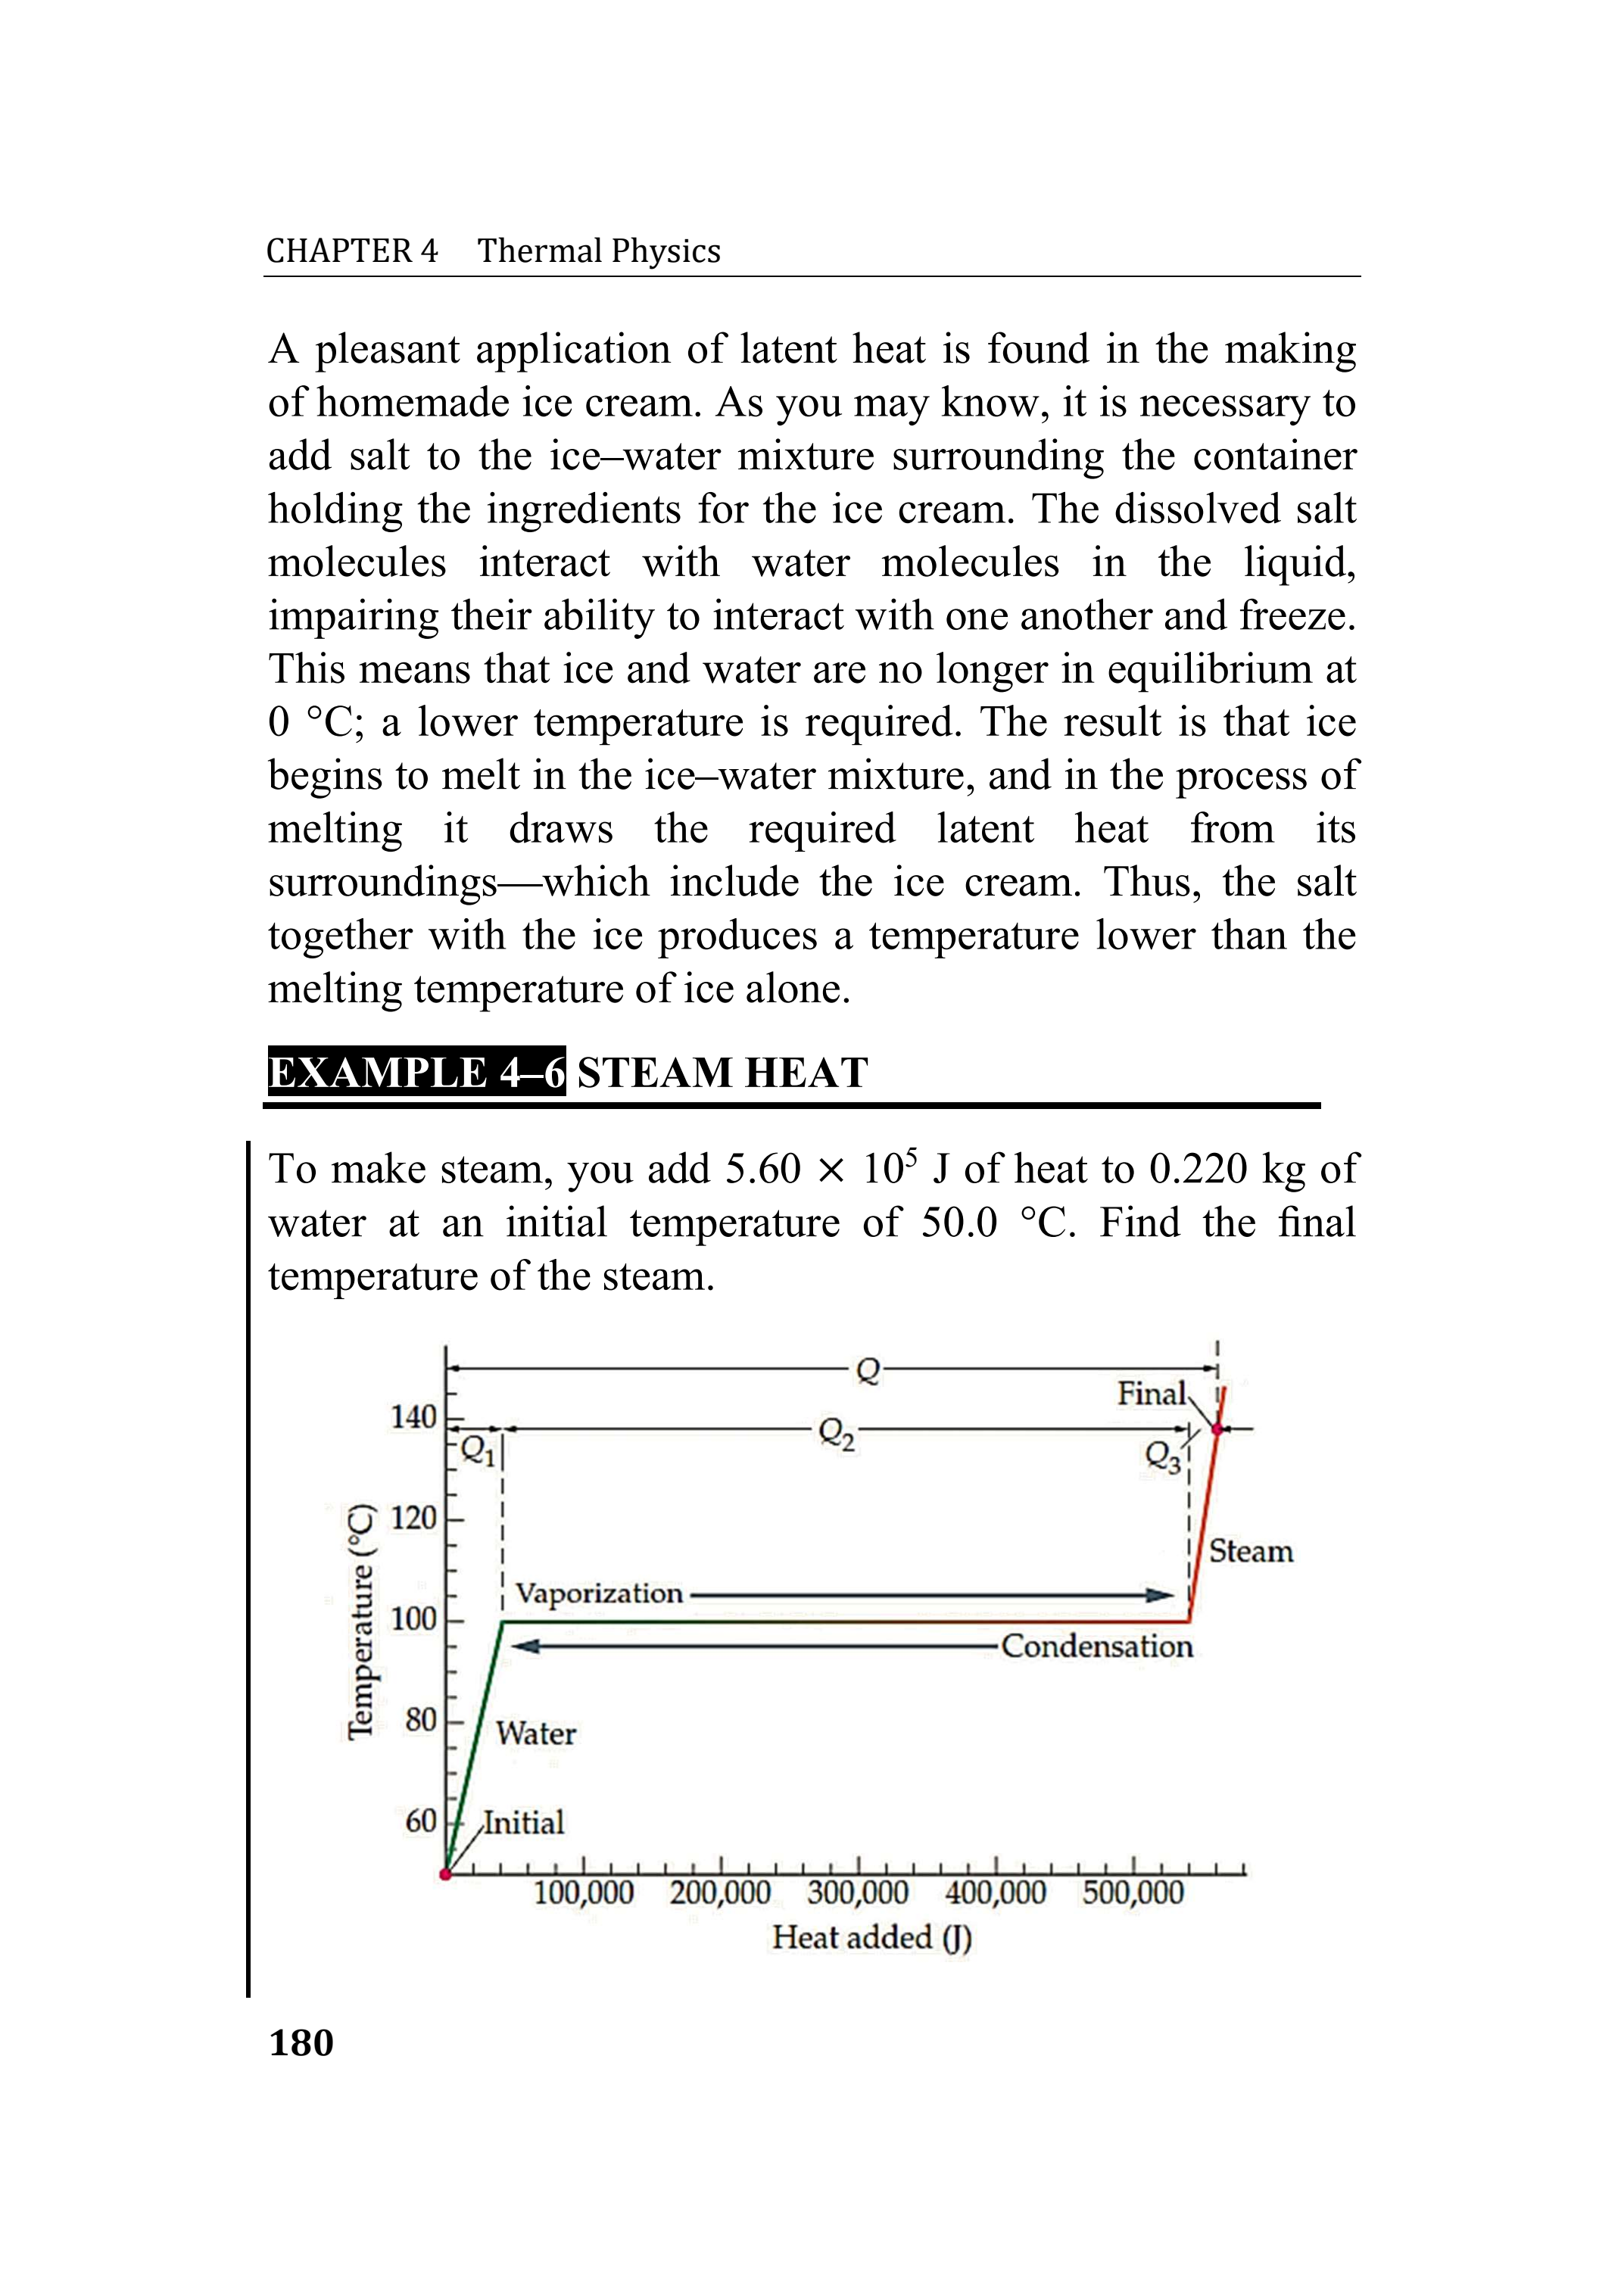 CHAPTER 4 Thermal Physics
A pleasant application of latent heat is found in the making
of homemade ice cream. As you may know, it is necessary to
add salt to the ice–water mixture surrounding the container
holding the ingredients for the ice cream. The dissolved salt
molecules interact with water molecules in the liquid,
impairing their ability to interact with one another and freeze.
This means that ice and water are no longer in equilibrium at
0 °C; a lower temperature is required. The result is that ice
begins to melt in the ice–water mixture, and in the process of
melting it draws the required latent heat from its
surroundings—which include the ice cream. Thus, the salt
together with the ice produces a temperature lower than the
melting temperature of ice alone.
EXAMPLE 4–6 STEAM HEAT
To make steam, you add 5.60 × 10⁵ J of heat to 0.220 kg of
water at an initial temperature of 50.0 °C. Find the final
temperature of the steam.
Q
Final
140
Q₁
Q₂
Q₃
120
Steam
Vaporization
100
Condensation
Temperature (°C)
80
Water
60
Initial
100,000 200,000 300,000 400,000 500,000
Heat added (J)
180